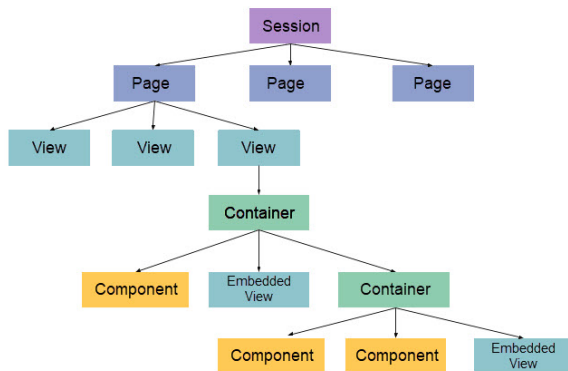 Session
Page
Page
Page
View
View
View
Container
Component
Embedded
View
Container
Component
Component
Embedded
View